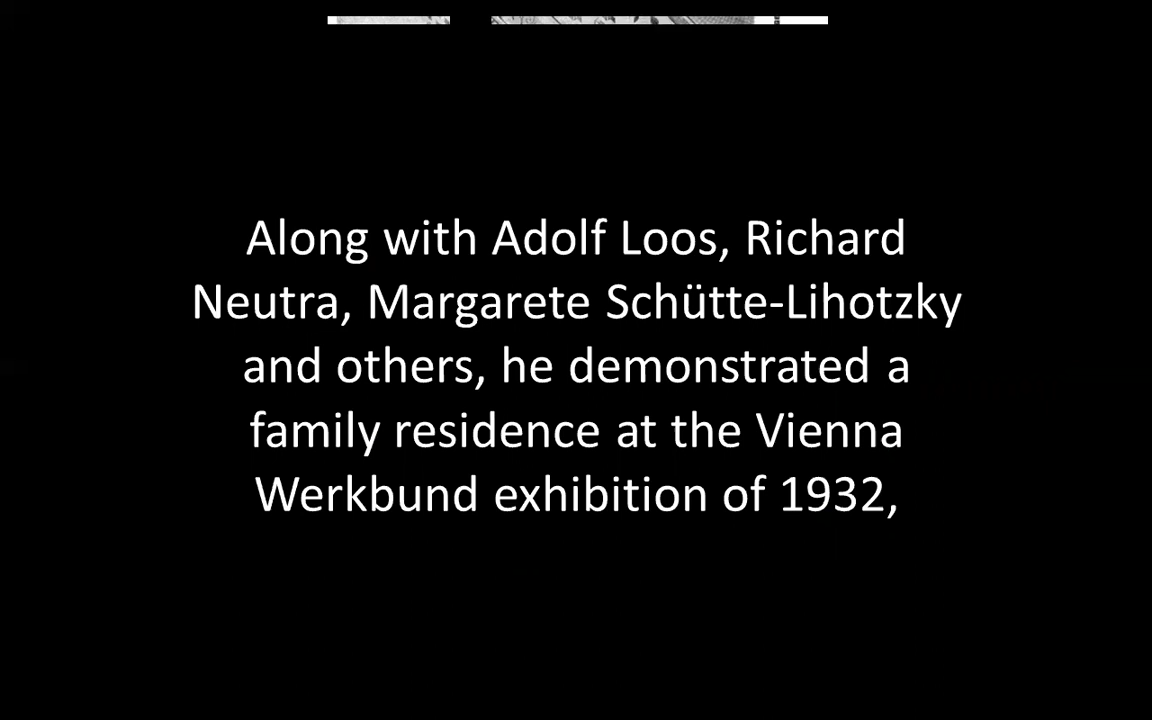 Along with Adolf Loos, Richard
Neutra, Margarete Schütte-Lihotzky
and others, he demonstrated a
family residence at the Vienna
Werkbund exhibition of 1932,